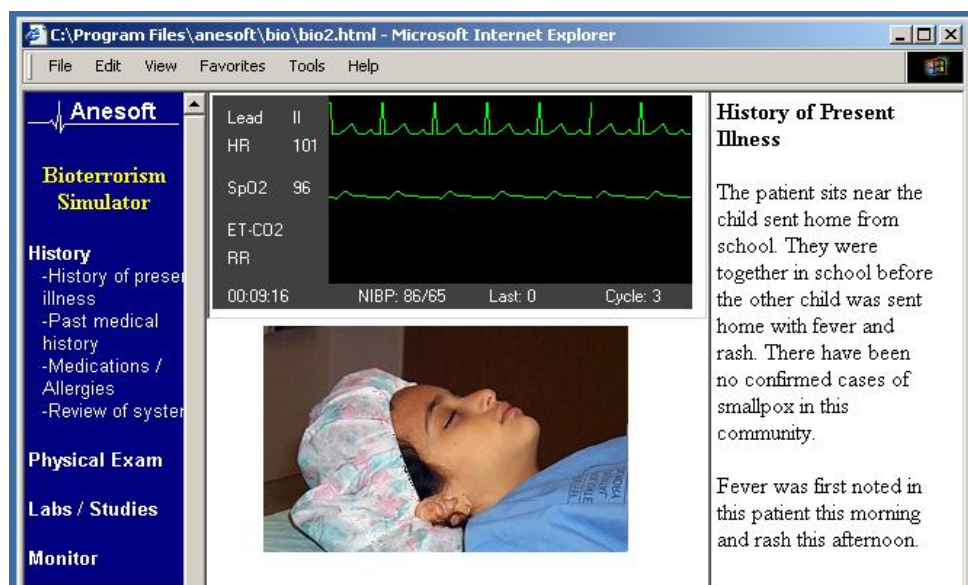 C:\Program Files\anesoft\bio\bio2.html - Microsoft Internet Explorer
File Edit View Favorites Tools Help
Anesoft
Bioterrorism
Simulator
History
-History of presen
illness
-Past medical
history
-Medications /
Allergies
-Review of syster
Physical Exam
Labs / Studies
Monitor
Lead II
HR 101
SpO2 96
ET-CO2
RR
00:09:16 NIBP: 86/65 Last: 0 Cycle: 3
History of Present
Illness
The patient sits near the
child sent home from
school. They were
together in school before
the other child was sent
home with fever and
rash. There have been
no confirmed cases of
smallpox in this
community.
Fever was first noted in
this patient this morning
and rash this afternoon.